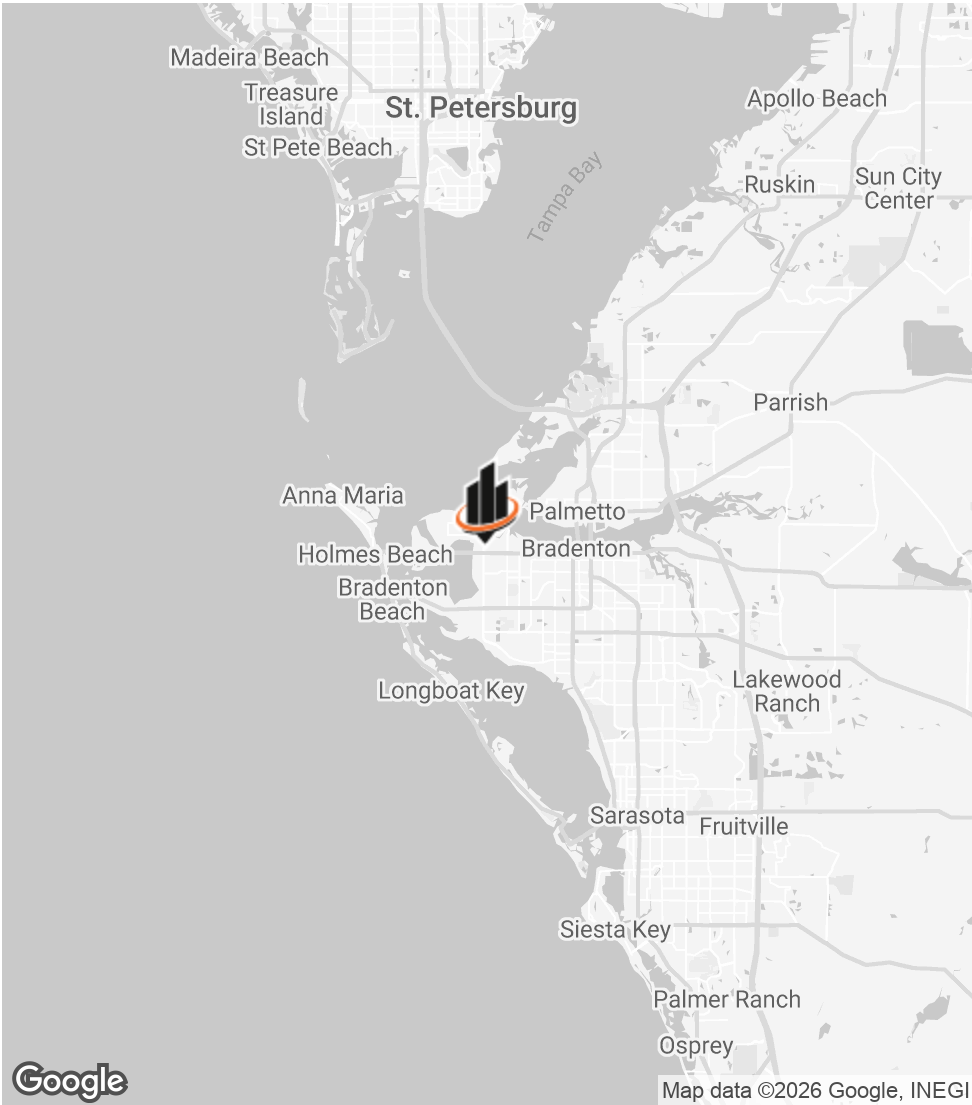 Madeira Beach
Treasure
Island
St. Petersburg
Apollo Beach
St Pete Beach
Tampa Bay
Ruskin
Sun City
Center
Parrish
Anna Maria
Palmetto
Holmes Beach
Bradenton
Bradenton
Beach
Longboat Key
Lakewood
Ranch
Sarasota
Fruitville
Siesta Key
Palmer Ranch
Osprey
Google
Map data ©2026 Google, INEGI